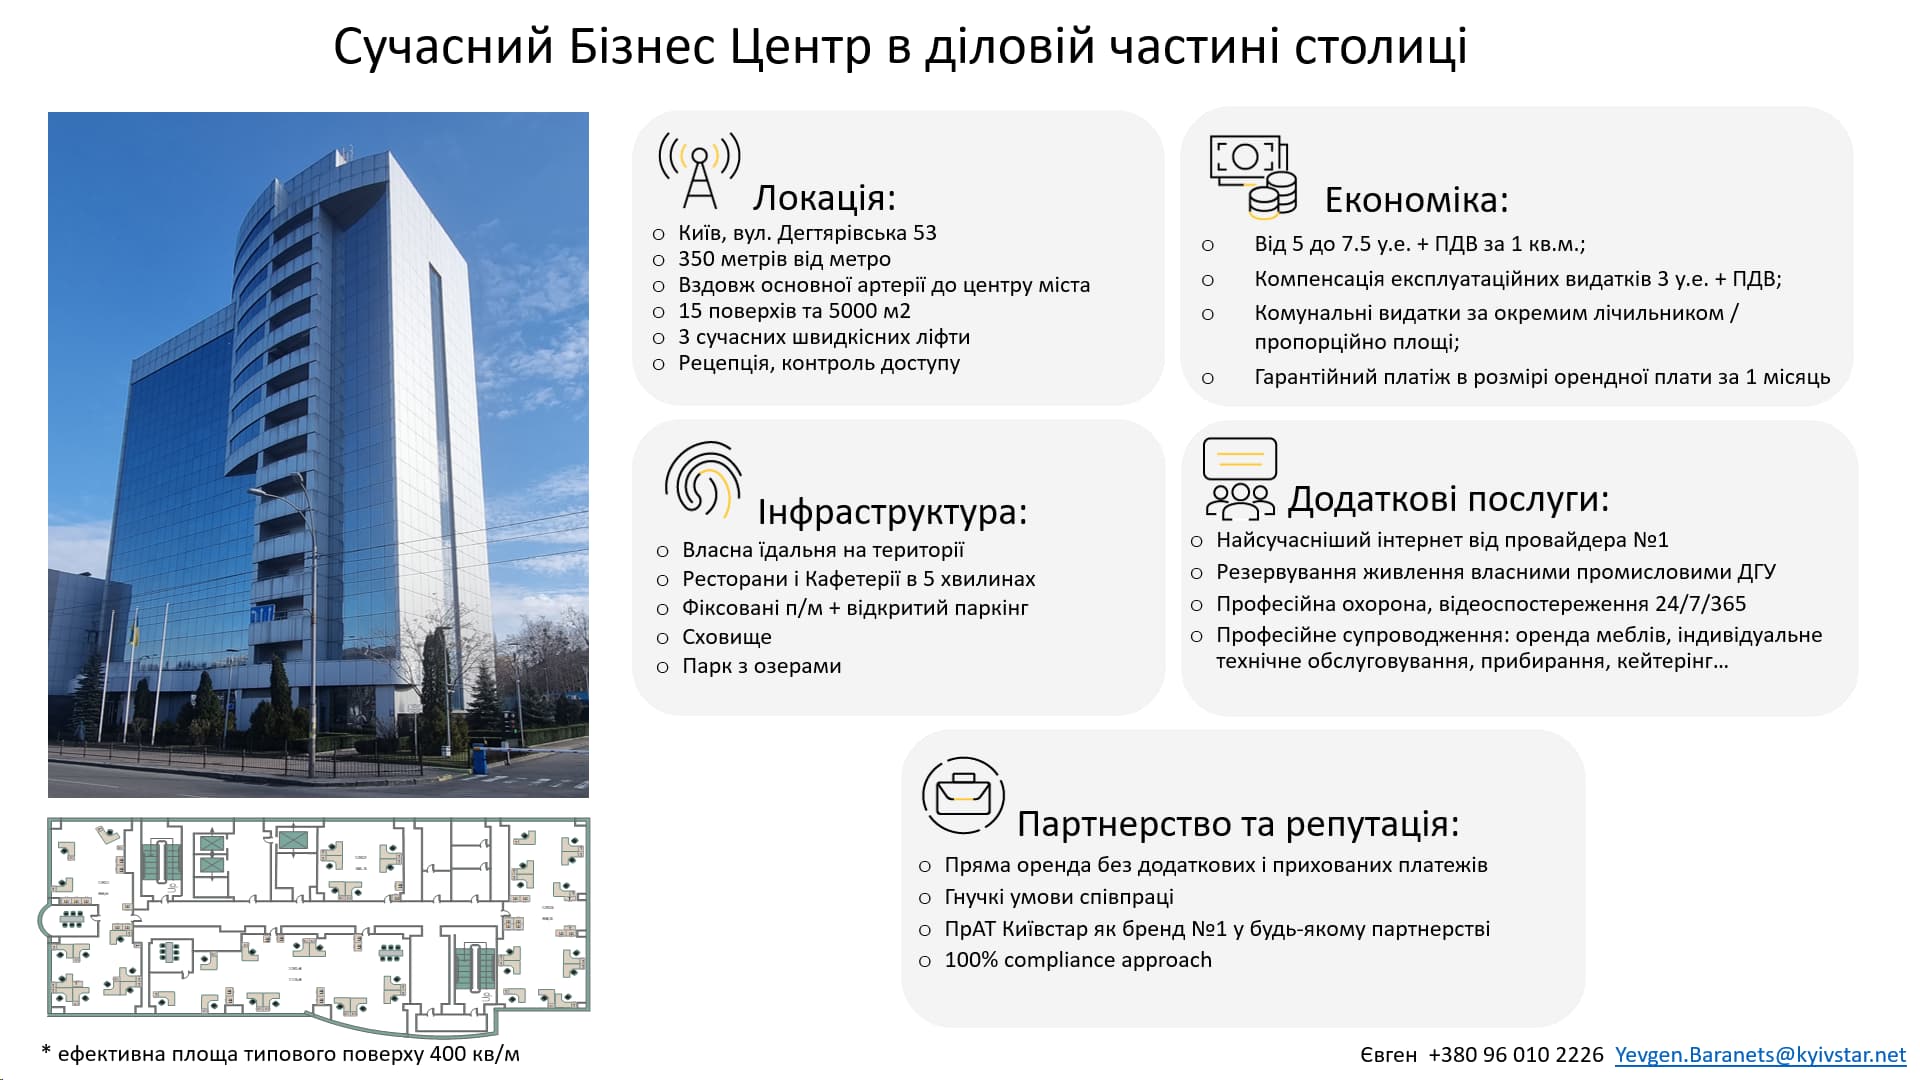 Сучасний Бізнес Центр в діловій частині столиці
Локація:
o Київ, вул. Дегтярівська 53
o 350 метрів від метро
o Вздовж основної артерії до центру міста
o 15 поверхів та 5000 м2
o 3 сучасних швидкісних ліфти
o Рецепція, контроль доступу
Економіка:
o Від 5 до 7.5 у.е. + ПДВ за 1 кв.м.;
o Компенсація експлуатаційних видатків 3 у.е. + ПДВ;
o Комунальні видатки за окремим лічильником /
пропорційно площі;
o Гарантійний платіж в розмірі орендної плати за 1 місяць
Інфраструктура:
o Власна їдальня на території
o Ресторани і Кафетерії в 5 хвилинах
o Фіксовані п/м + відкритий паркінг
o Сховище
o Парк з озерами
Додаткові послуги:
o Найсучасніший інтернет від провайдера №1
o Резервування живлення власними промисловими ДГУ
o Професійна охорона, відеоспостереження 24/7/365
o Професійне супроводження: оренда меблів, індивідуальне
технічне обслуговування, прибирання, кейтерінг…
Партнерство та репутація:
o Пряма оренда без додаткових і прихованих платежів
o Гнучкі умови співпраці
o ПрАТ Київстар як бренд №1 у будь-якому партнерстві
o 100% compliance approach
* ефективна площа типового поверху 400 кв/м
Євген +380 96 010 2226 Yevgen.Baranets@kyivstar.net